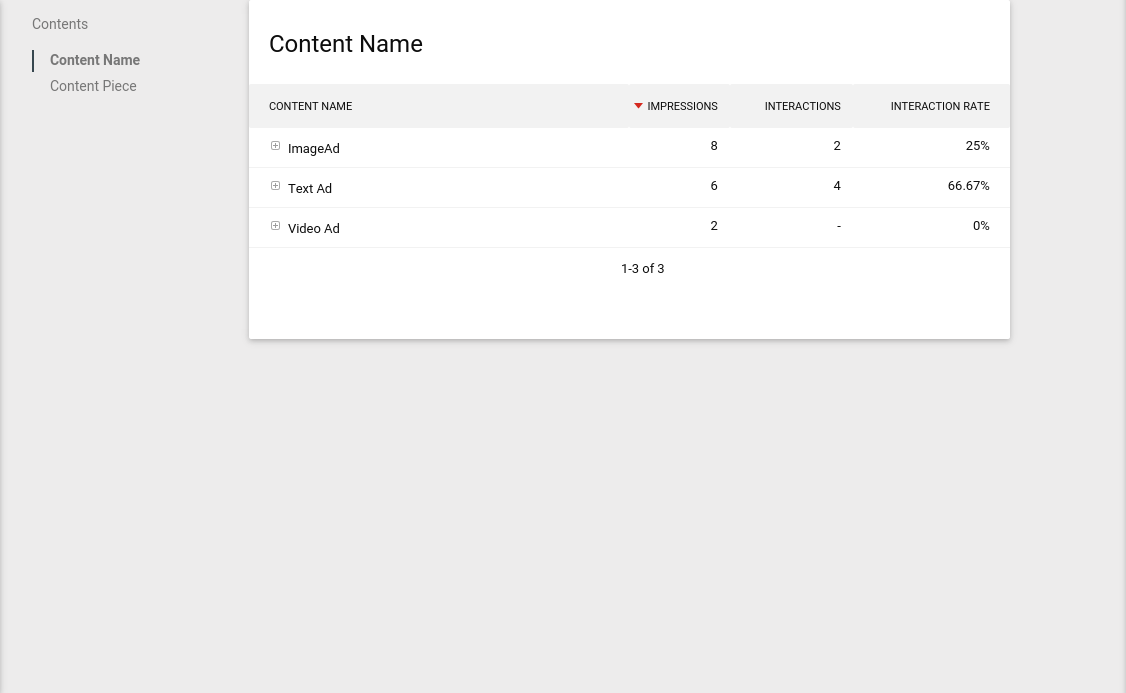 Contents
Content Name
Content Piece
Content Name
CONTENT NAME IMPRESSIONS INTERACTIONS INTERACTION RATE
ImageAd 8 2 25%
Text Ad 6 4 66.67%
Video Ad 2 - 0%
1-3 of 3